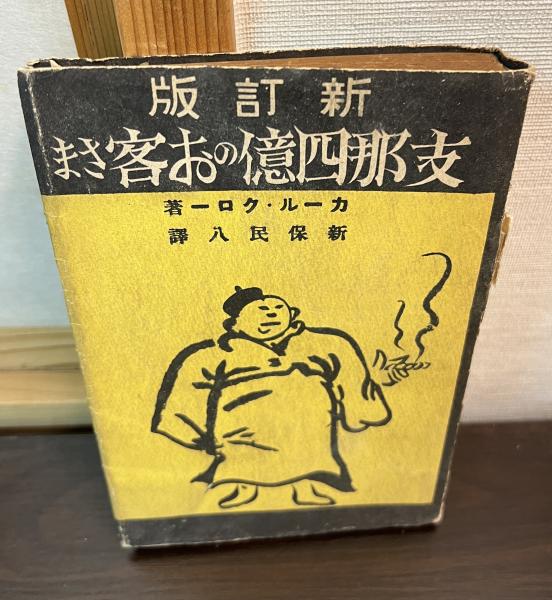 新訂版
支那四億のお客さま
カール・クロー著
新保民八譯